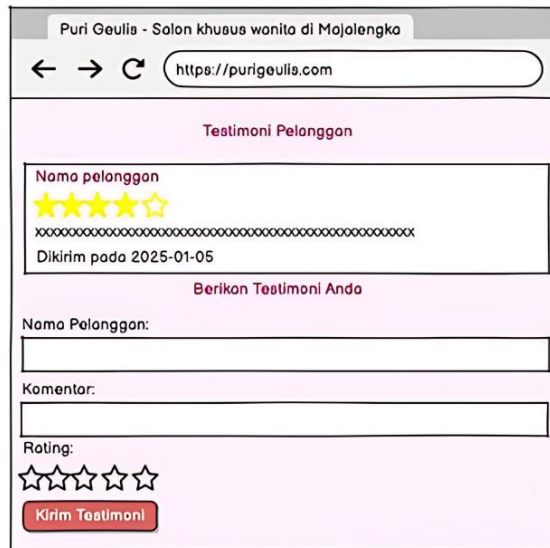 Puri Geulis - Salon khusus wanita di Majalengka
https://purigeulis.com
Testimoni Pelanggan
Nama pelanggan
xxxxxxxxxxxxxxxxxxxxxxxxxxxxxxxxxxxxxxxxxxxxxxxxxxx
Dikirim pada 2025-01-05
Berikan Testimoni Anda
Nama Pelanggan:
Komentar:
Rating:
Kirim Testimoni